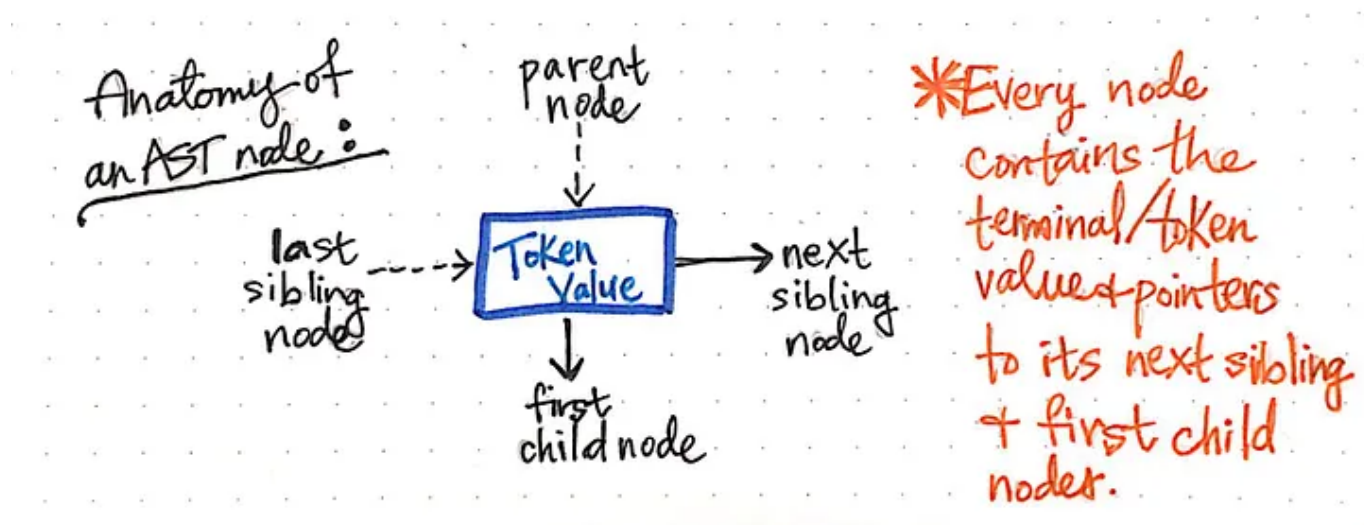 Anatomy of
an AST node:
parent
node
last
sibling
node
Token
Value
next
sibling
node
first
child node
*Every node
contains the
terminal/token
value + pointers
to its next sibling
+ first child
nodes.